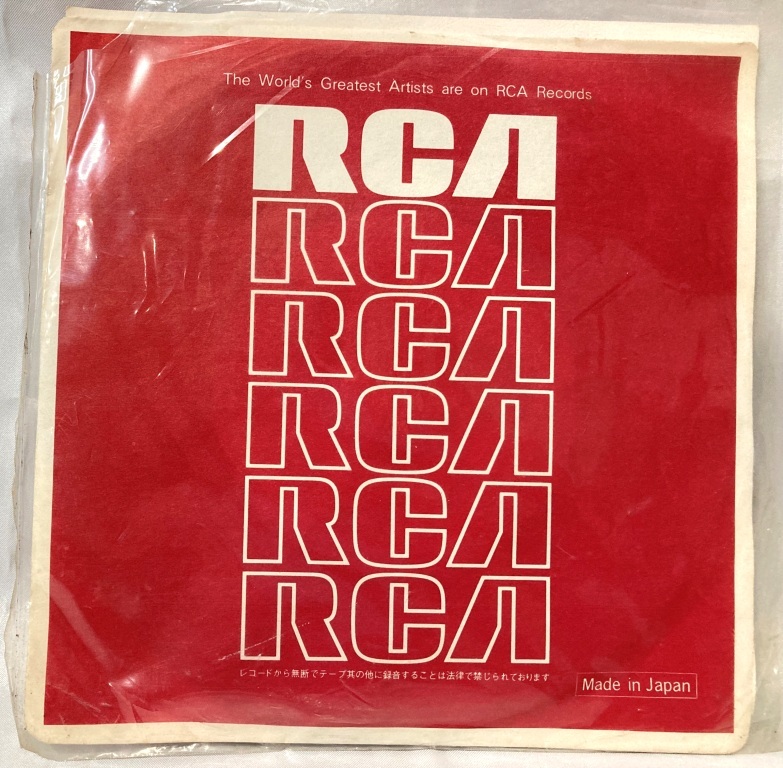 The World's Greatest Artists are on RCA Records
RCA
RCA
RCA
RCA
RCA
RCA
レコードから無断でテープ其の他に録音することは法律で禁じられております
Made in Japan